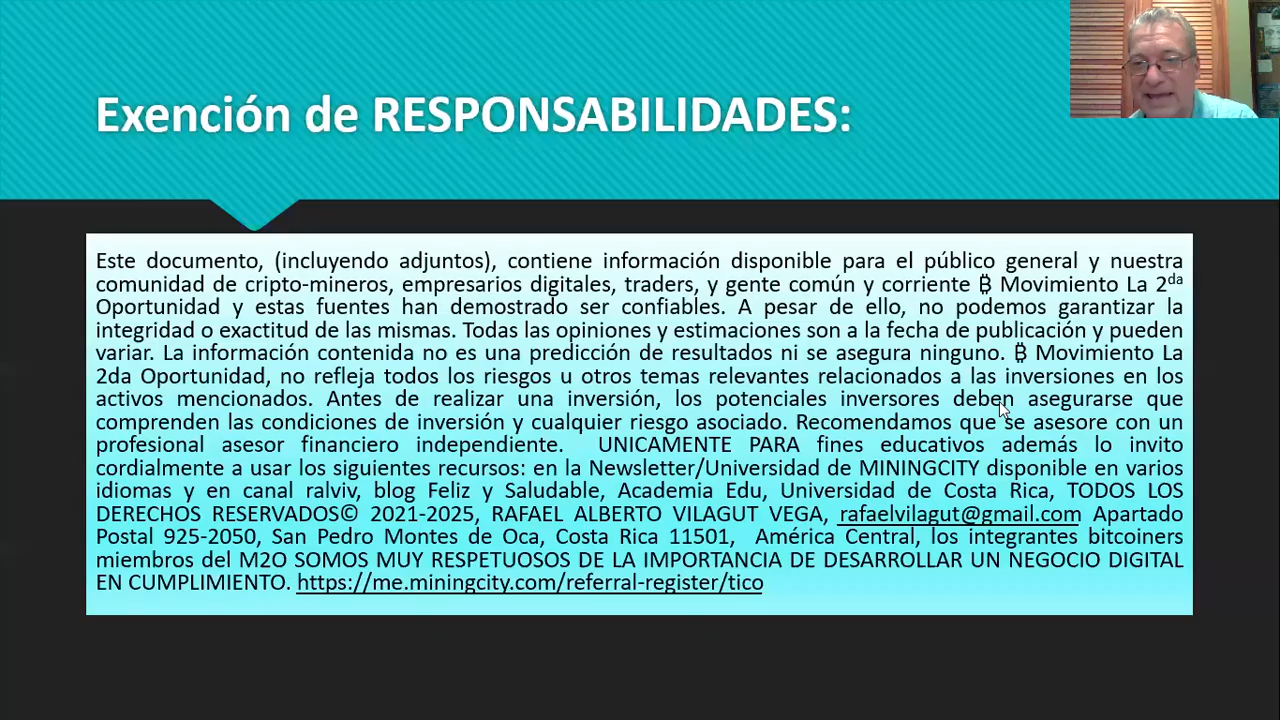 Exención de RESPONSABILIDADES:
Este documento, (incluyendo adjuntos), contiene información disponible para el público general y nuestra
comunidad de cripto-mineros, empresarios digitales, traders, y gente común y corriente ₿ Movimiento La 2da
Oportunidad y estas fuentes han demostrado ser confiables. A pesar de ello, no podemos garantizar la
integridad o exactitud de las mismas. Todas las opiniones y estimaciones son a la fecha de publicación y pueden
variar. La información contenida no es una predicción de resultados ni se asegura ninguno. ₿ Movimiento La
2da Oportunidad, no refleja todos los riesgos u otros temas relevantes relacionados a las inversiones en los
activos mencionados. Antes de realizar una inversión, los potenciales inversores deben asegurarse que
comprenden las condiciones de inversión y cualquier riesgo asociado. Recomendamos que se asesore con un
profesional asesor financiero independiente. UNICAMENTE PARA fines educativos además lo invito
cordialmente a usar los siguientes recursos: en la Newsletter/Universidad de MININGCITY disponible en varios
idiomas y en canal ralviv, blog Feliz y Saludable, Academia Edu, Universidad de Costa Rica, TODOS LOS
DERECHOS RESERVADOS© 2021-2025, RAFAEL ALBERTO VILAGUT VEGA, rafaelvilagut@gmail.com Apartado
Postal 925-2050, San Pedro Montes de Oca, Costa Rica 11501, América Central, los integrantes bitcoiners
miembros del M2O SOMOS MUY RESPETUOSOS DE LA IMPORTANCIA DE DESARROLLAR UN NEGOCIO DIGITAL
EN CUMPLIMIENTO. https://me.miningcity.com/referral-register/tico